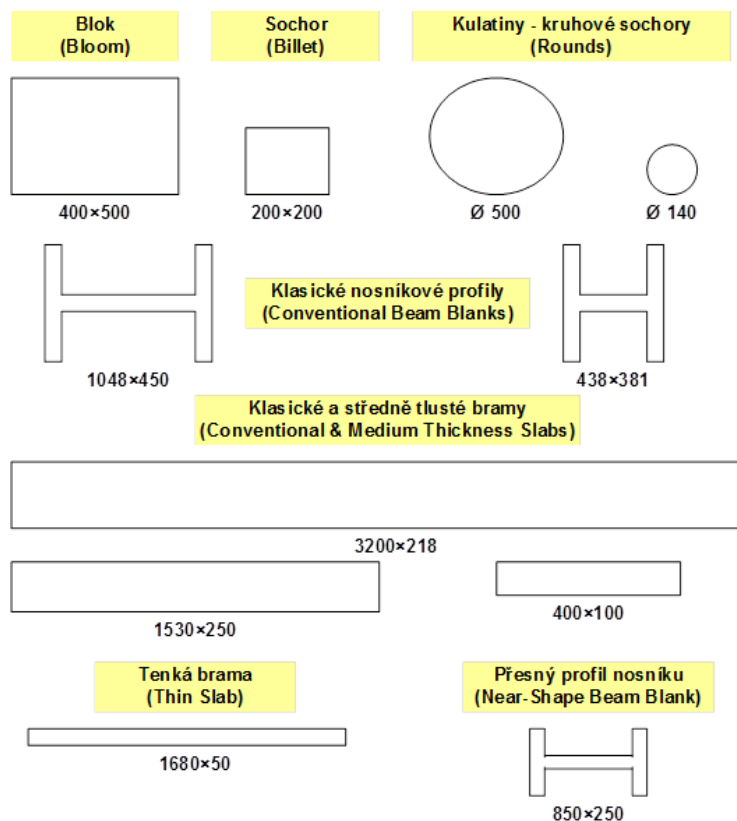 Blok
(Bloom)
Sochor
(Billet)
Kulatiny - kruhové sochory
(Rounds)
400×500
200×200
Ø 500
Ø 140
Klasické nosníkové profily
(Conventional Beam Blanks)
1048×450
438×381
Klasické a středně tlusté bramy
(Conventional & Medium Thickness Slabs)
3200×218
1530×250
400×100
Tenká brama
(Thin Slab)
Přesný profil nosníku
(Near-Shape Beam Blank)
1680×50
850×250